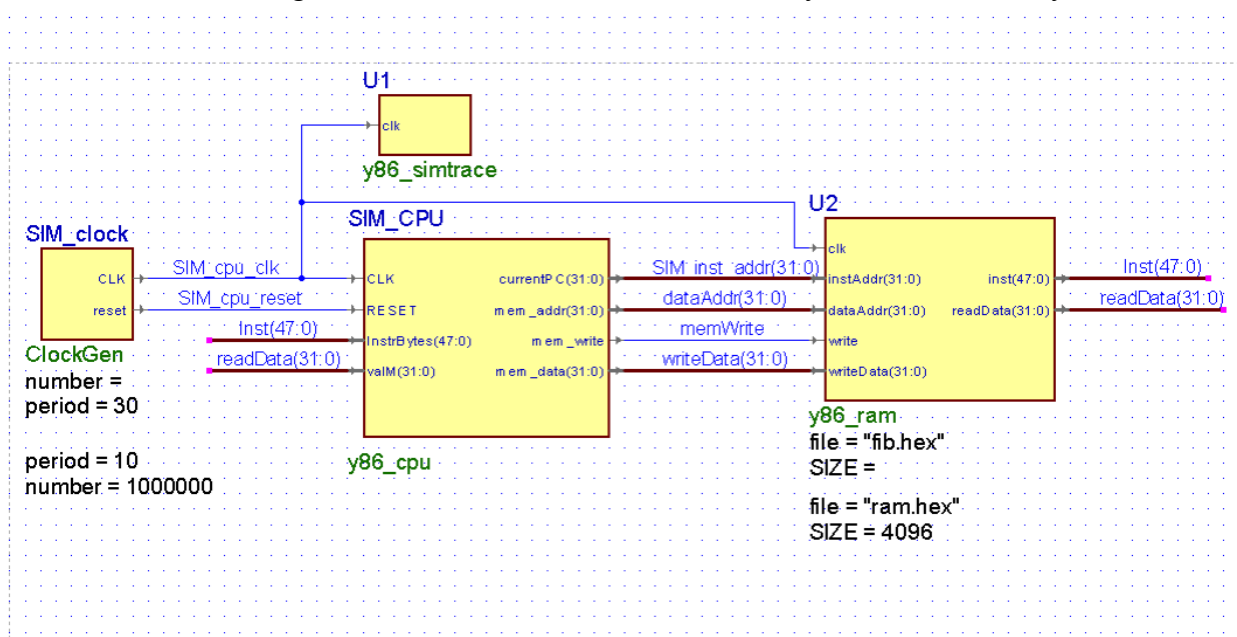 U1
clk
y86_simtrace
SIM_clock
CLK
reset
ClockGen
number =
period = 30
period = 10
number = 1000000
SIM_cpu_clk
SIM_cpu_reset
Inst(47:0)
readData(31:0)
SIM_CPU
CLK
RESET
InstrBytes(47:0)
valM(31:0)
currentPC(31:0)
mem_addr(31:0)
mem_write
mem_data(31:0)
y86_cpu
SIM_inst_addr(31:0)
dataAddr(31:0)
memWrite
writeData(31:0)
U2
clk
instAddr(31:0)
dataAddr(31:0)
write
writeData(31:0)
inst(47:0)
readData(31:0)
y86_ram
file = "fib.hex"
SIZE =
file = "ram.hex"
SIZE = 4096
Inst(47:0)
readData(31:0)